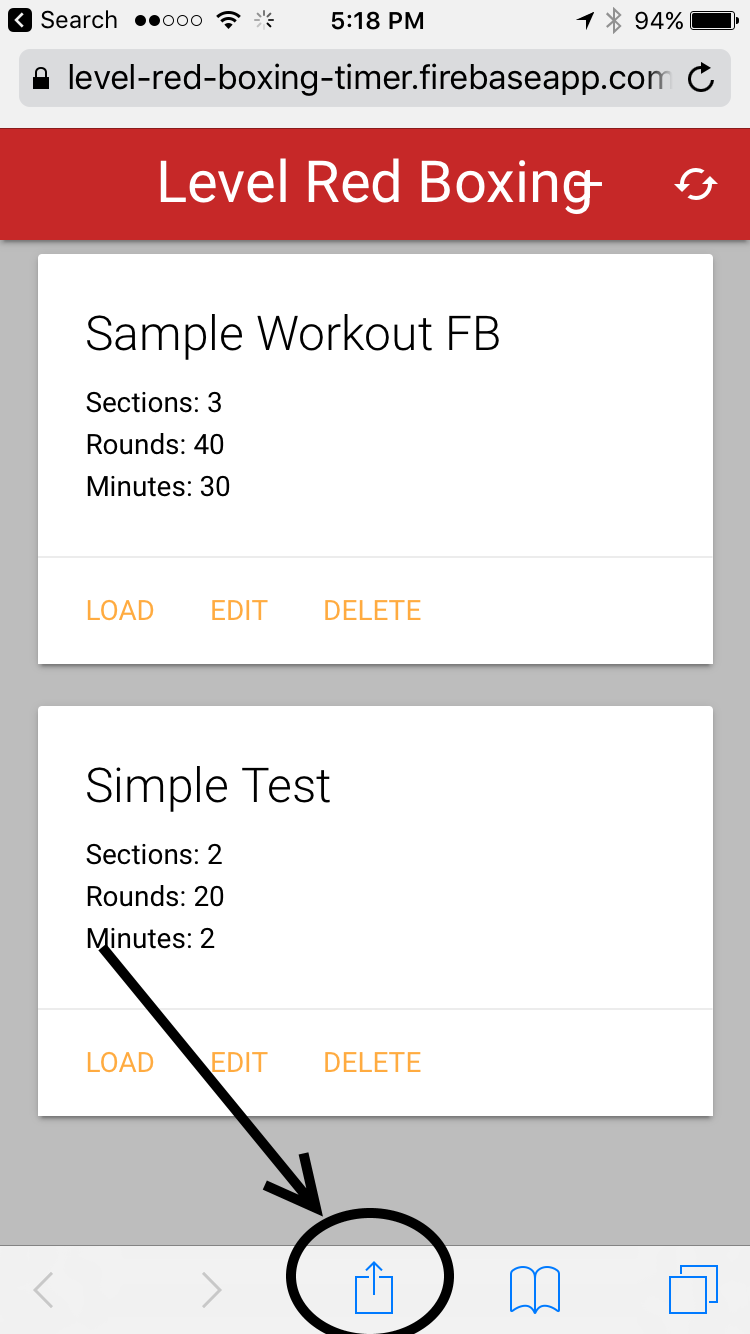 Search 5:18 PM 94%
level-red-boxing-timer.firebaseapp.com
Level Red Boxing
Sample Workout FB
Sections: 3
Rounds: 40
Minutes: 30
LOAD EDIT DELETE
Simple Test
Sections: 2
Rounds: 20
Minutes: 2
LOAD EDIT DELETE